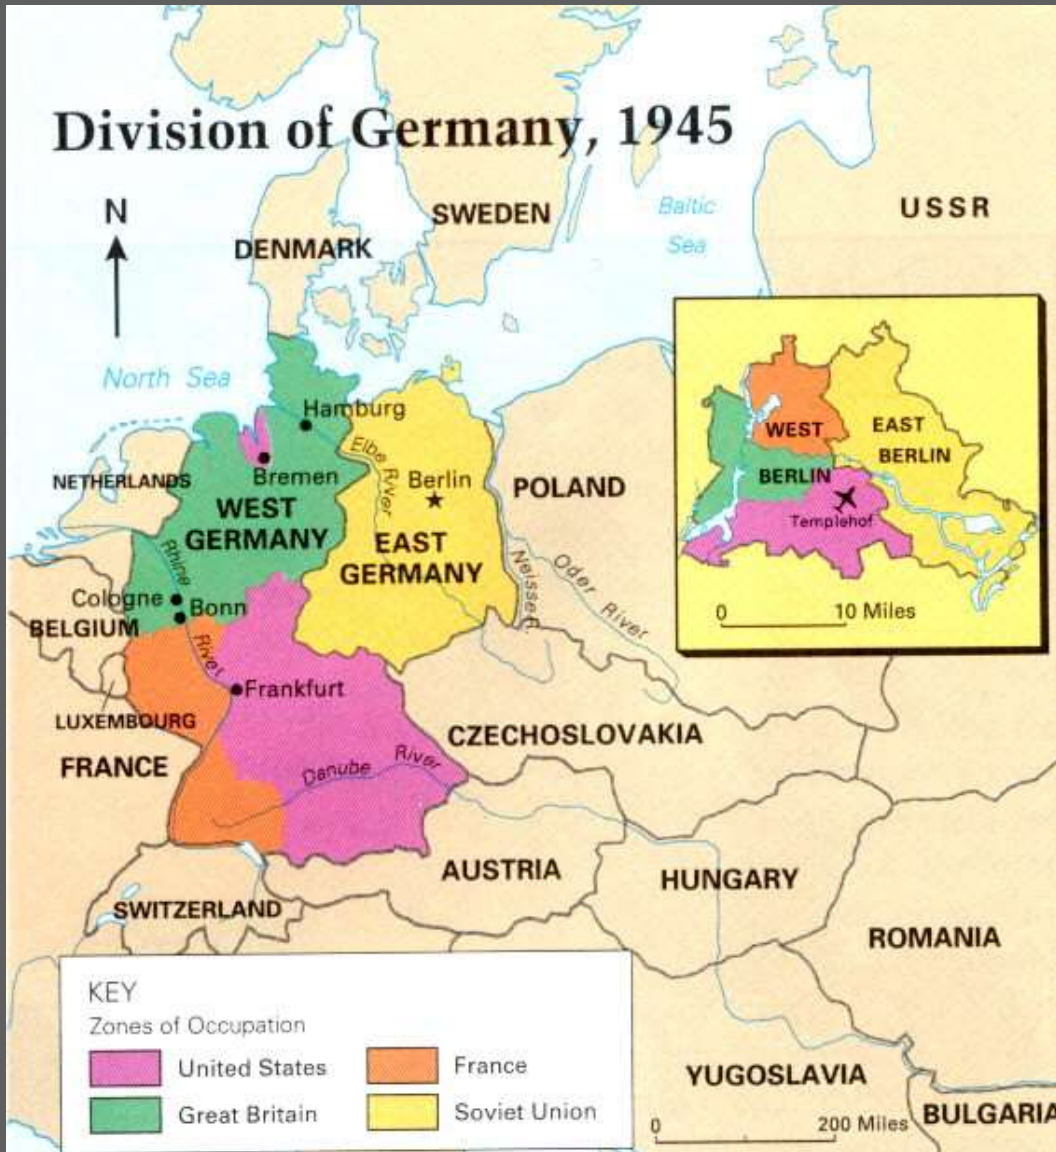 Division of Germany, 1945
N
SWEDEN
Baltic
Sea
USSR
DENMARK
North Sea
Hamburg
Elbe River
Bremen
NETHERLANDS
WEST
GERMANY
Berlin
POLAND
EAST
GERMANY
Rhine
River
Cologne
Bonn
BELGIUM
Neisse R.
Oder River
Frankfurt
LUXEMBOURG
FRANCE
CZECHOSLOVAKIA
Danube River
AUSTRIA
HUNGARY
SWITZERLAND
ROMANIA
YUGOSLAVIA
BULGARIA
WEST
BERLIN
EAST
BERLIN
Templehof
0 10 Miles
KEY
Zones of Occupation
United States
France
Great Britain
Soviet Union
0 200 Miles